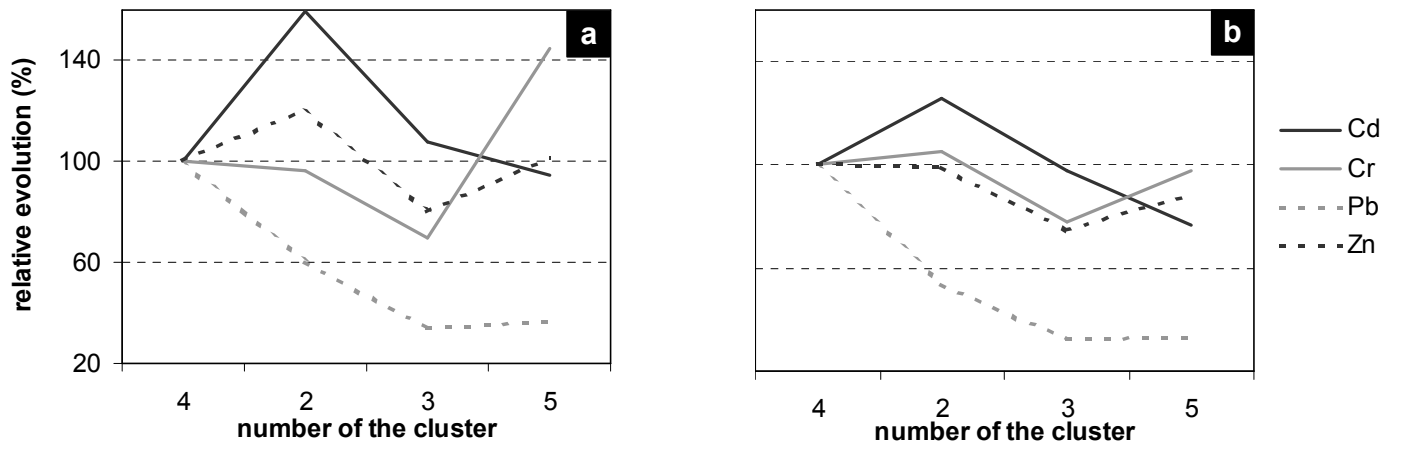 relative evolution (%)
140
100
60
20
a
4 2 3 5
number of the cluster
b
4 2 3 5
number of the cluster
Cd
Cr
Pb
Zn